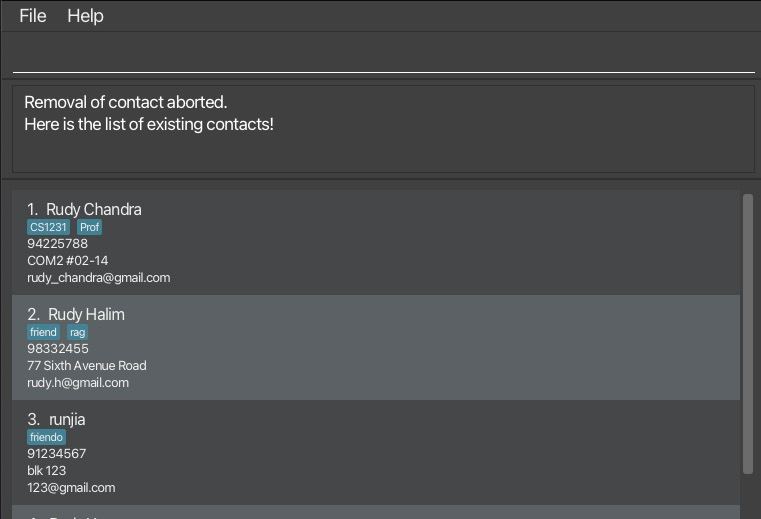 File Help
Removal of contact aborted.
Here is the list of existing contacts!
1. Rudy Chandra
CS1231 Prof
94225788
COM2 #02-14
rudy_chandra@gmail.com
2. Rudy Halim
friend rag
98332455
77 Sixth Avenue Road
rudy.h@gmail.com
3. runjia
friendo
91234567
blk 123
123@gmail.com